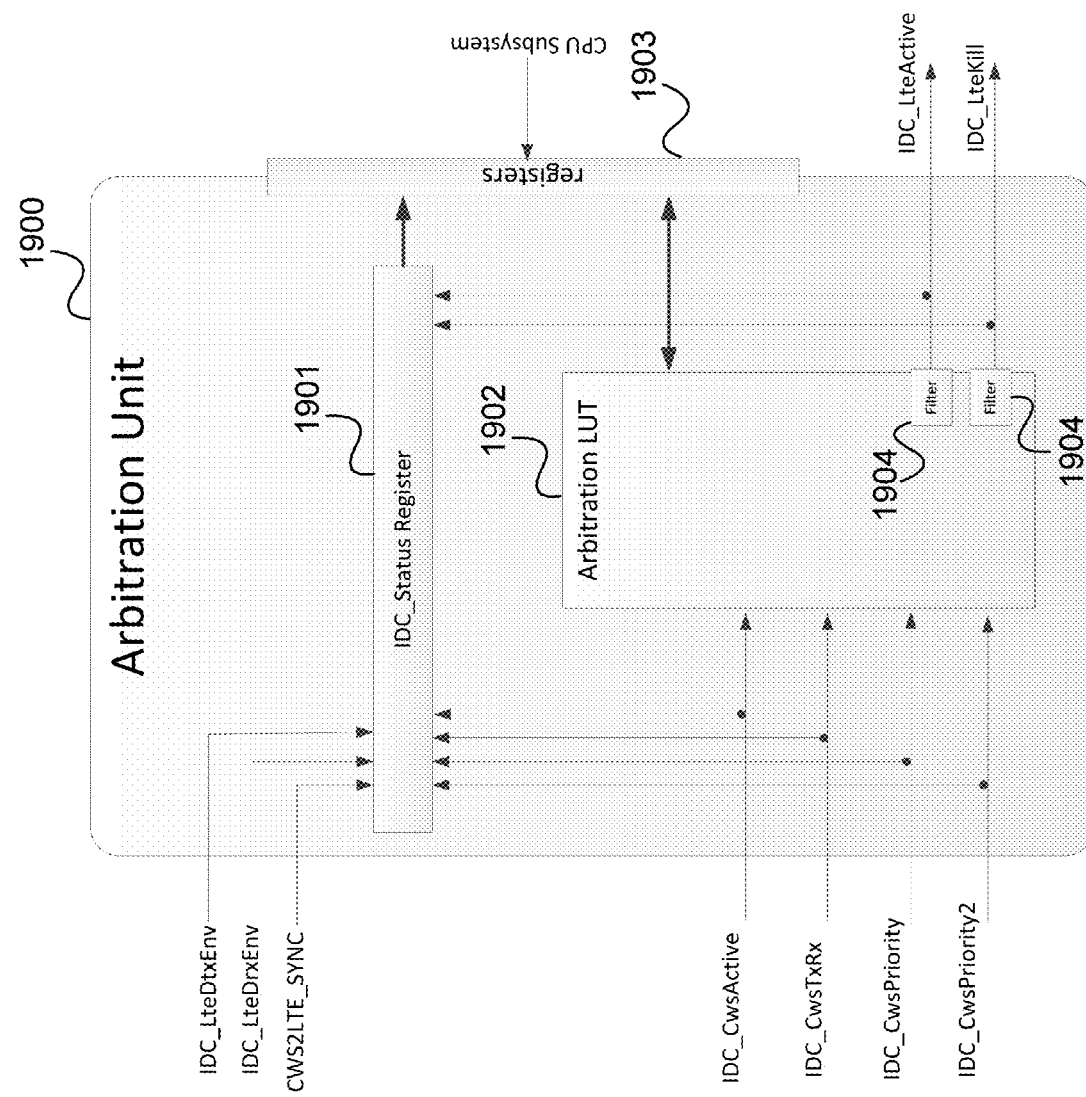 1900
Arbitration Unit
IDC_LteDtxEnv
IDC_LteDrxEnv
CWS2LTE_SYNC
1901
IDC_Status Register
CPU Subsystem
registers
1903
1902
Arbitration LUT
IDC_CwsActive
IDC_CwsTxRx
IDC_CwsPriority
IDC_CwsPriority2
1904
Filter
Filter
1904
IDC_LteActive
IDC_LteKill